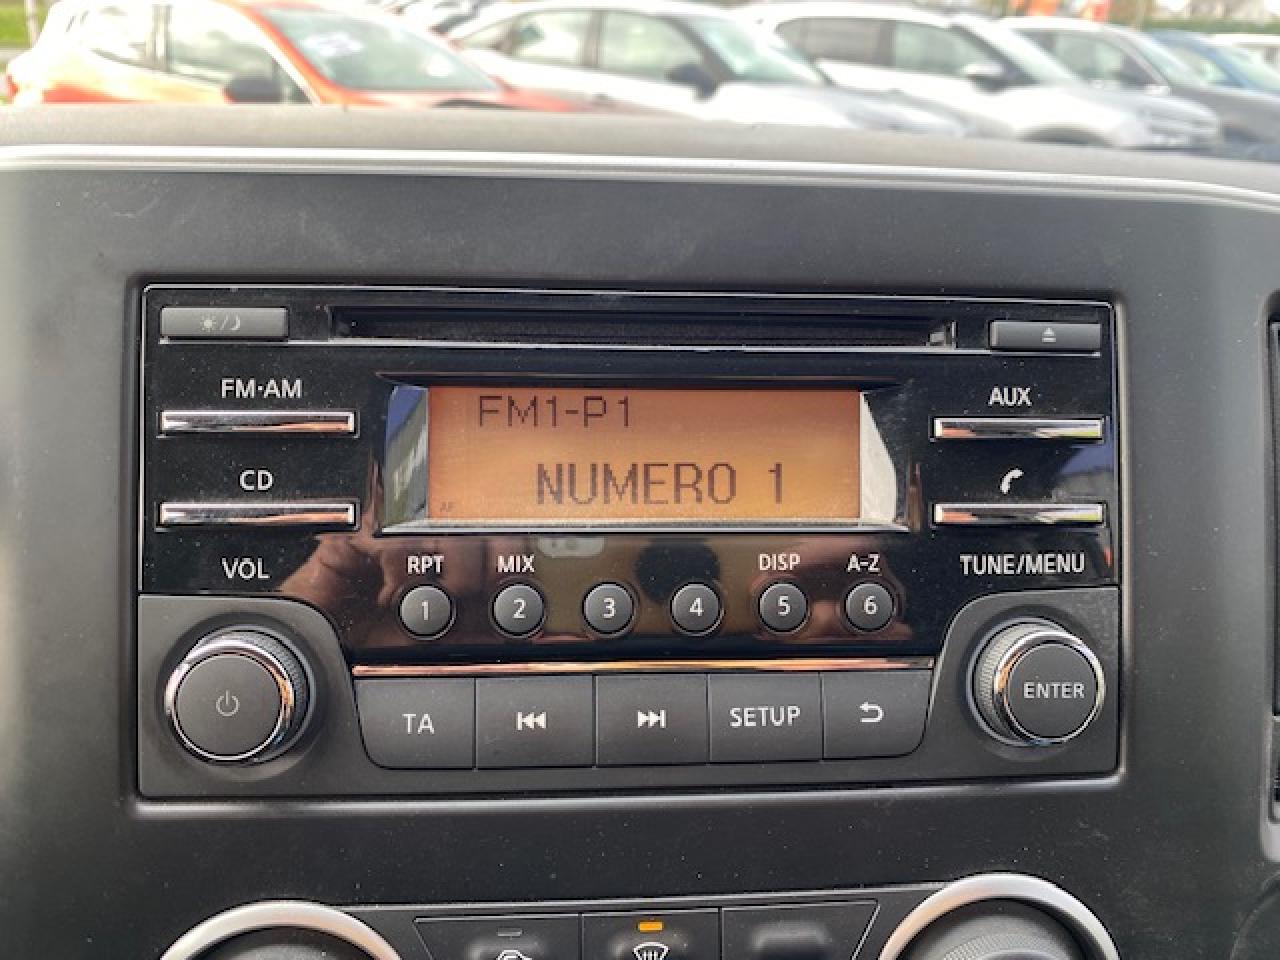 FM·AM
AUX
FM1-P1
CD
NUMERO 1
AF
VOL
RPT
MIX
DISP
A-Z
TUNE/MENU
1
2
3
4
5
6
ENTER
TA
SETUP